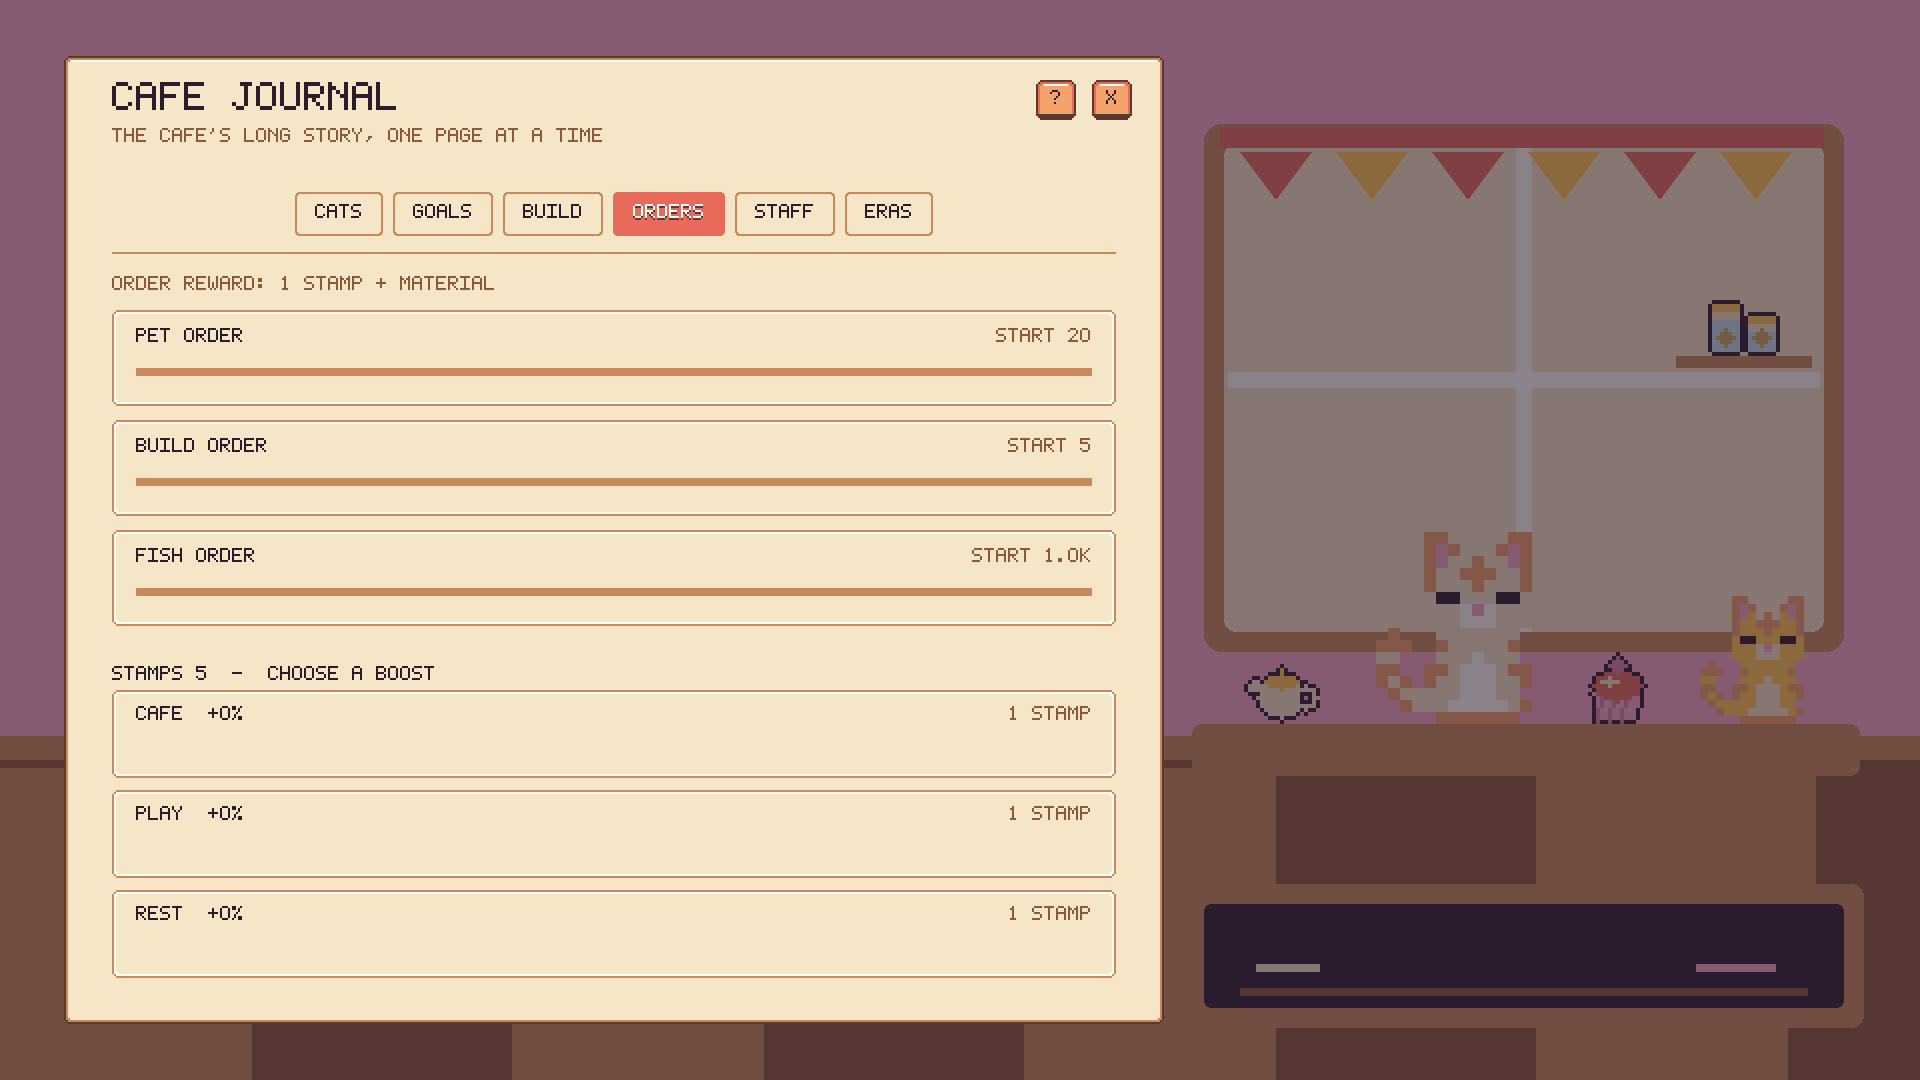 CAFE JOURNAL
? X
THE CAFE'S LONG STORY, ONE PAGE AT A TIME
CATS GOALS BUILD ORDERS STAFF ERAS
ORDER REWARD: 1 STAMP + MATERIAL
PET ORDER START 20
BUILD ORDER START 5
FISH ORDER START 1.0K
STAMPS 5 - CHOOSE A BOOST
CAFE +0% 1 STAMP
PLAY +0% 1 STAMP
REST +0% 1 STAMP